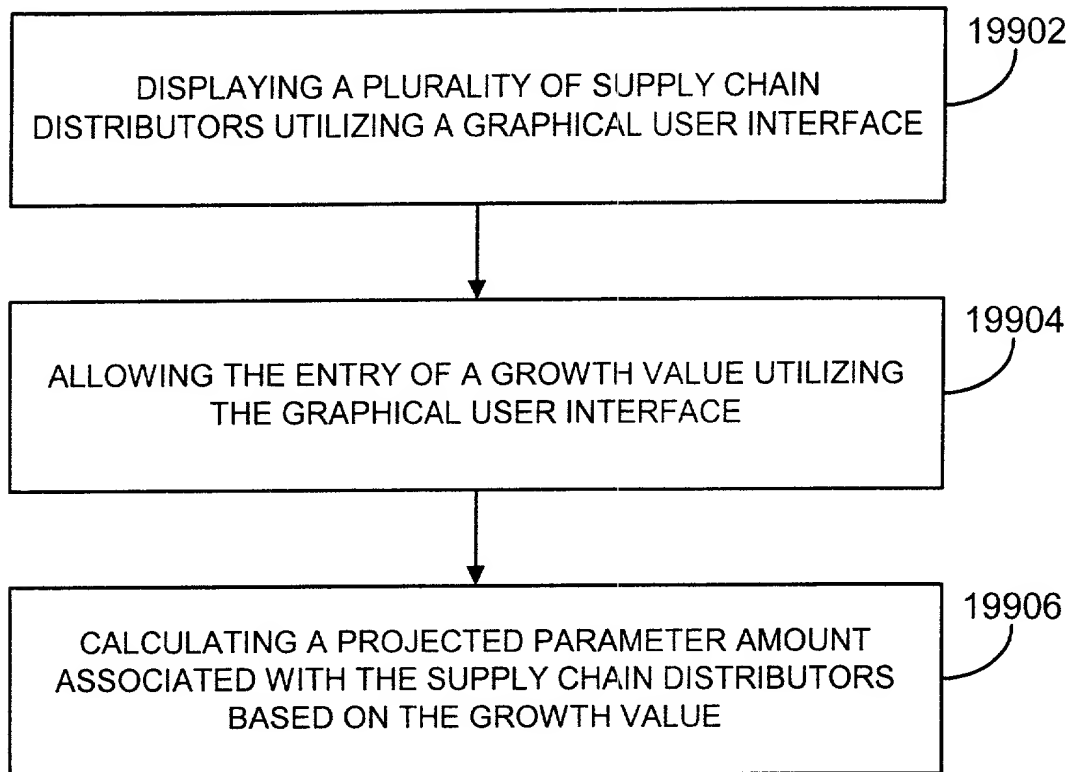 19902
DISPLAYING A PLURALITY OF SUPPLY CHAIN
DISTRIBUTORS UTILIZING A GRAPHICAL USER INTERFACE
19904
ALLOWING THE ENTRY OF A GROWTH VALUE UTILIZING
THE GRAPHICAL USER INTERFACE
19906
CALCULATING A PROJECTED PARAMETER AMOUNT
ASSOCIATED WITH THE SUPPLY CHAIN DISTRIBUTORS
BASED ON THE GROWTH VALUE